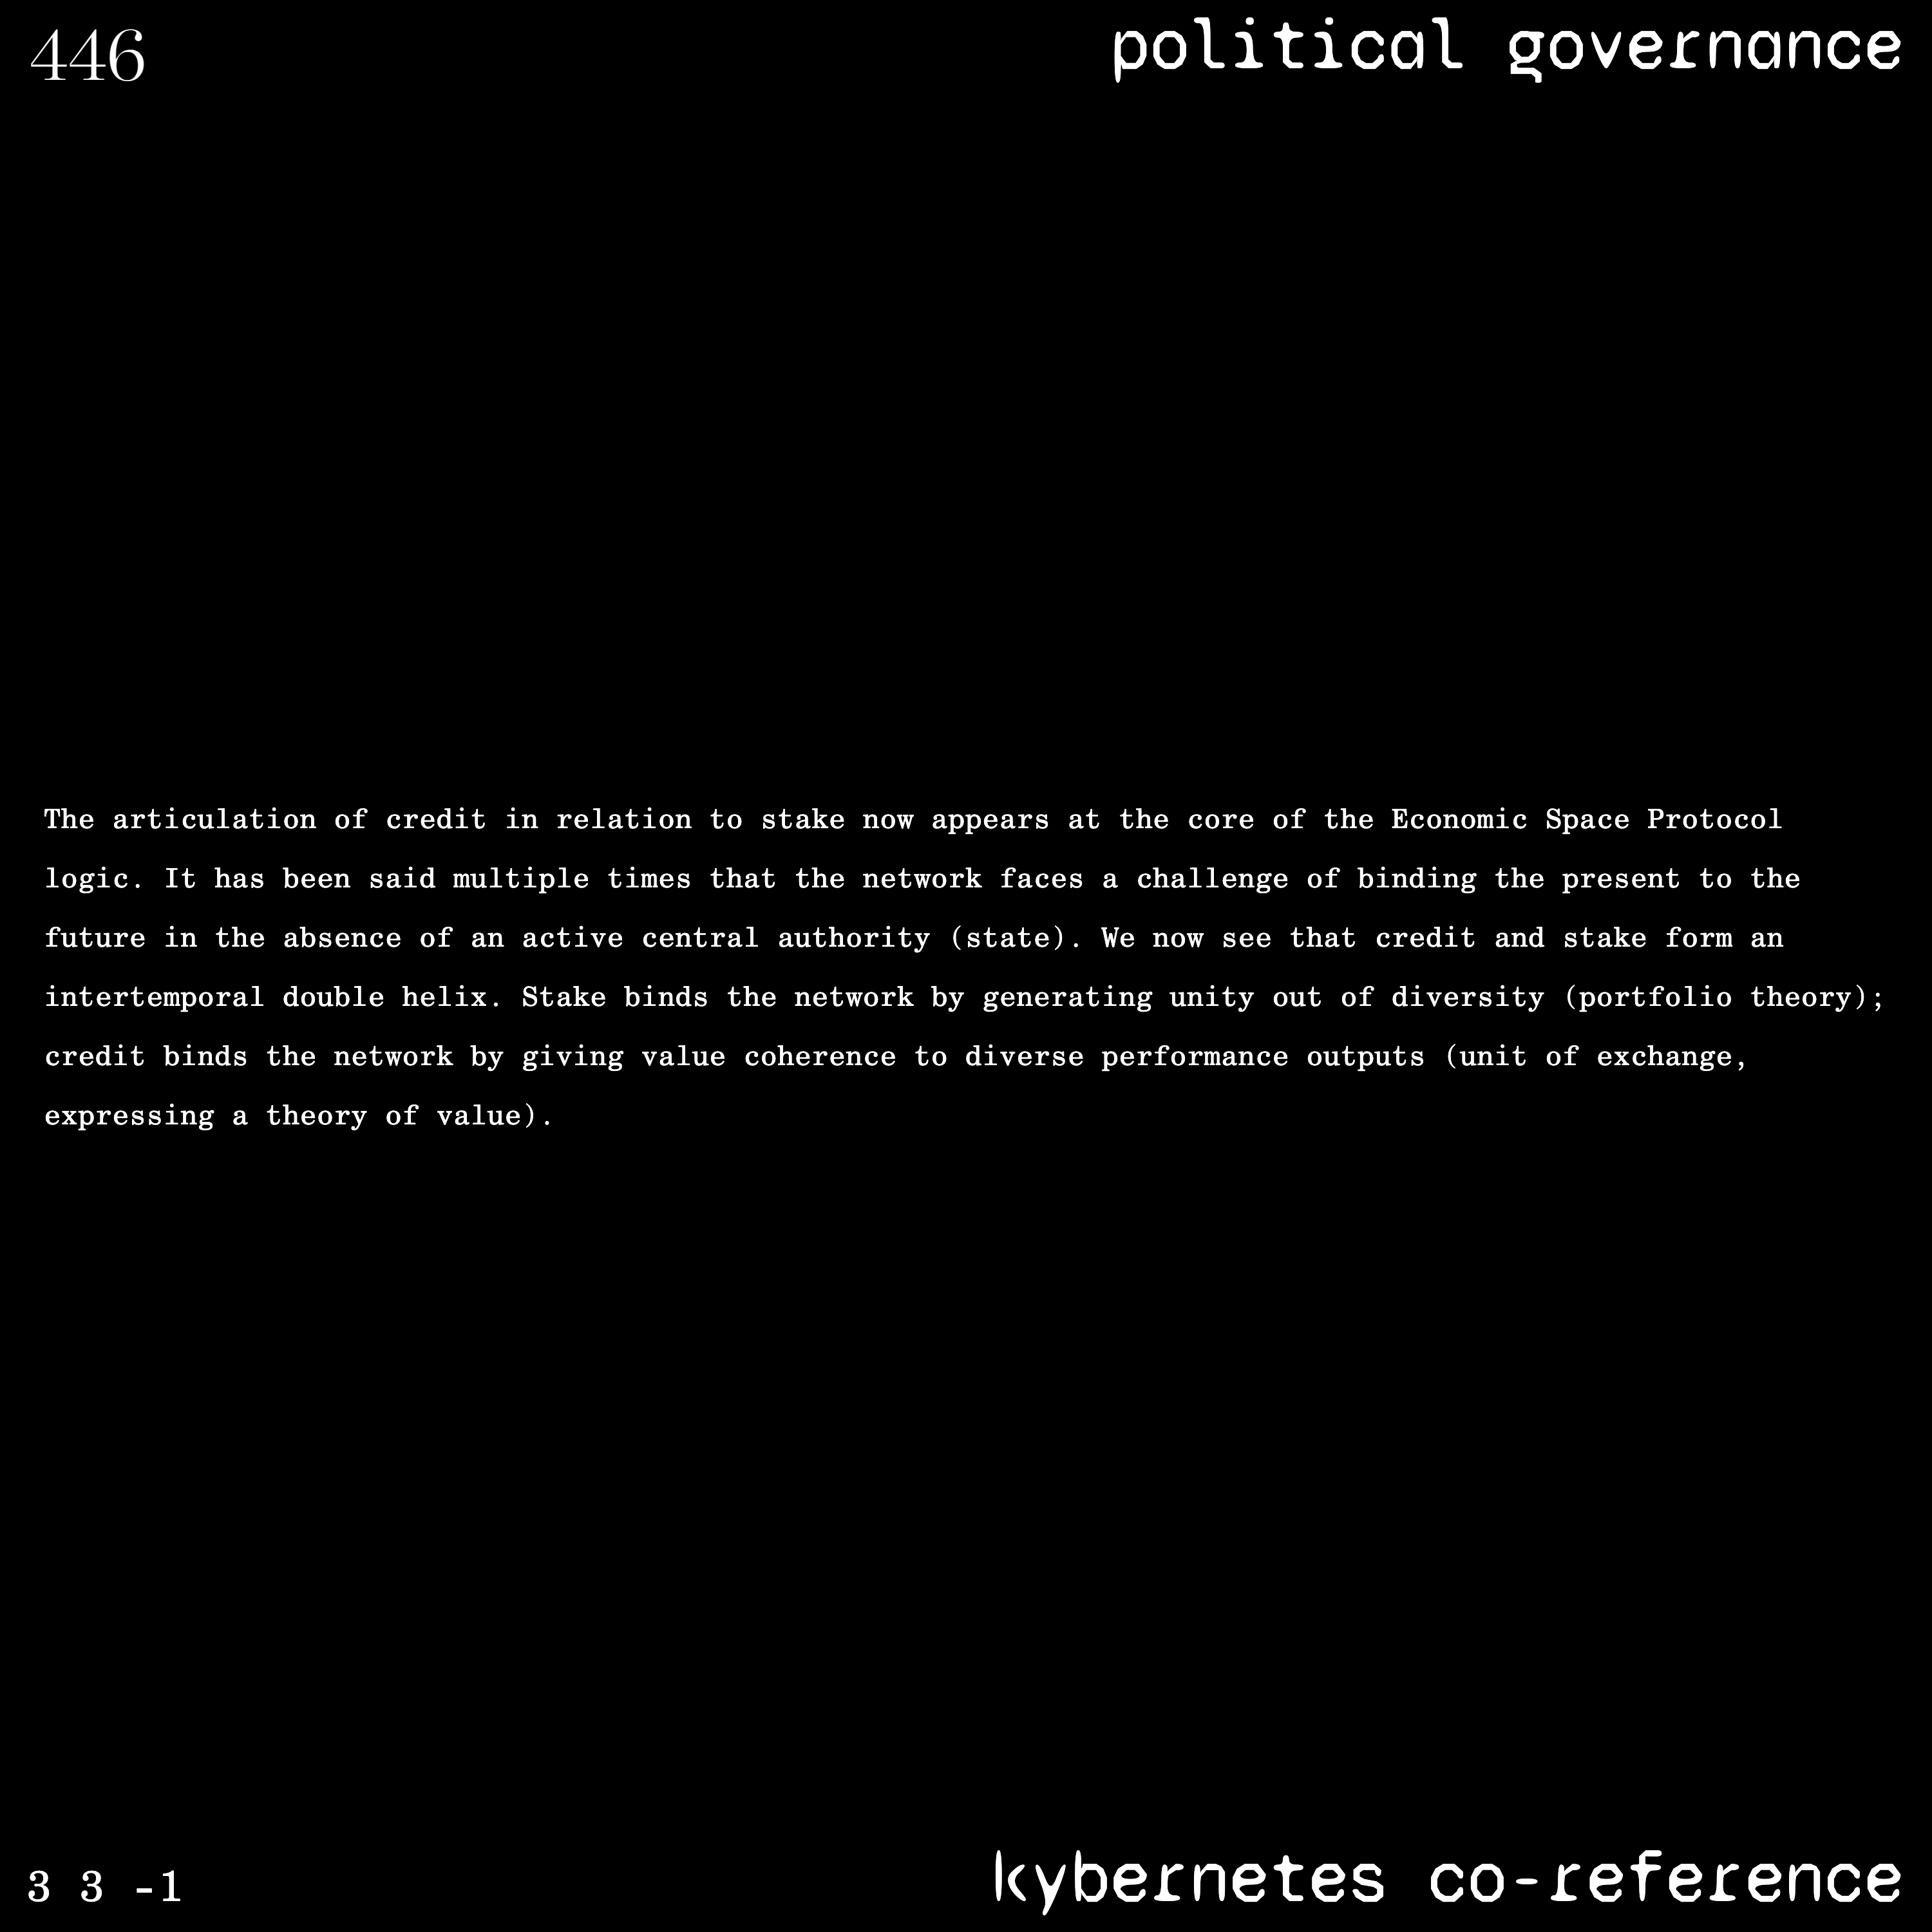 446
political governance
The articulation of credit in relation to stake now appears at the core of the Economic Space Protocol
logic. It has been said multiple times that the network faces a challenge of binding the present to the
future in the absence of an active central authority (state). We now see that credit and stake form an
intertemporal double helix. Stake binds the network by generating unity out of diversity (portfolio theory);
credit binds the network by giving value coherence to diverse performance outputs (unit of exchange,
expressing a theory of value).
3 3 -1
kybernetes co-reference